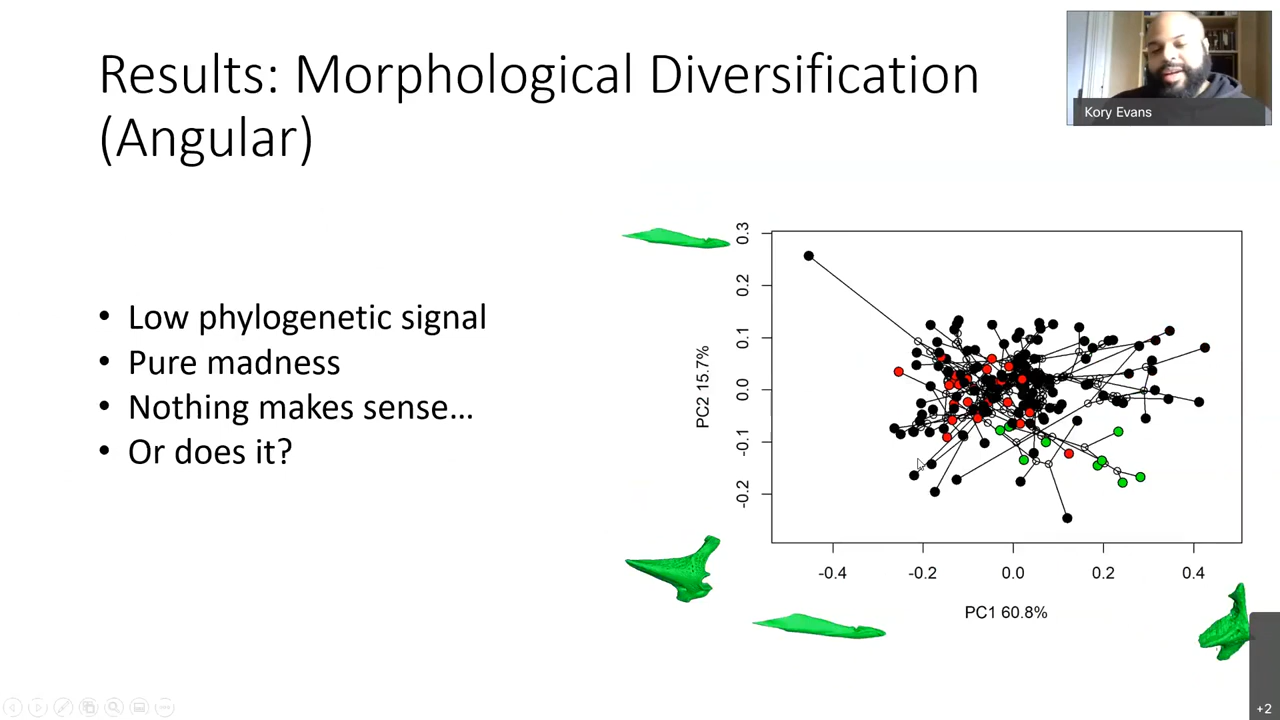 Results: Morphological Diversification
(Angular)
Kory Evans
• Low phylogenetic signal
• Pure madness
• Nothing makes sense...
• Or does it?
PC2 15.7%
0.3
0.2
0.1
0.0
-0.1
-0.2
-0.4 -0.2 0.0 0.2 0.4
PC1 60.8%
+2